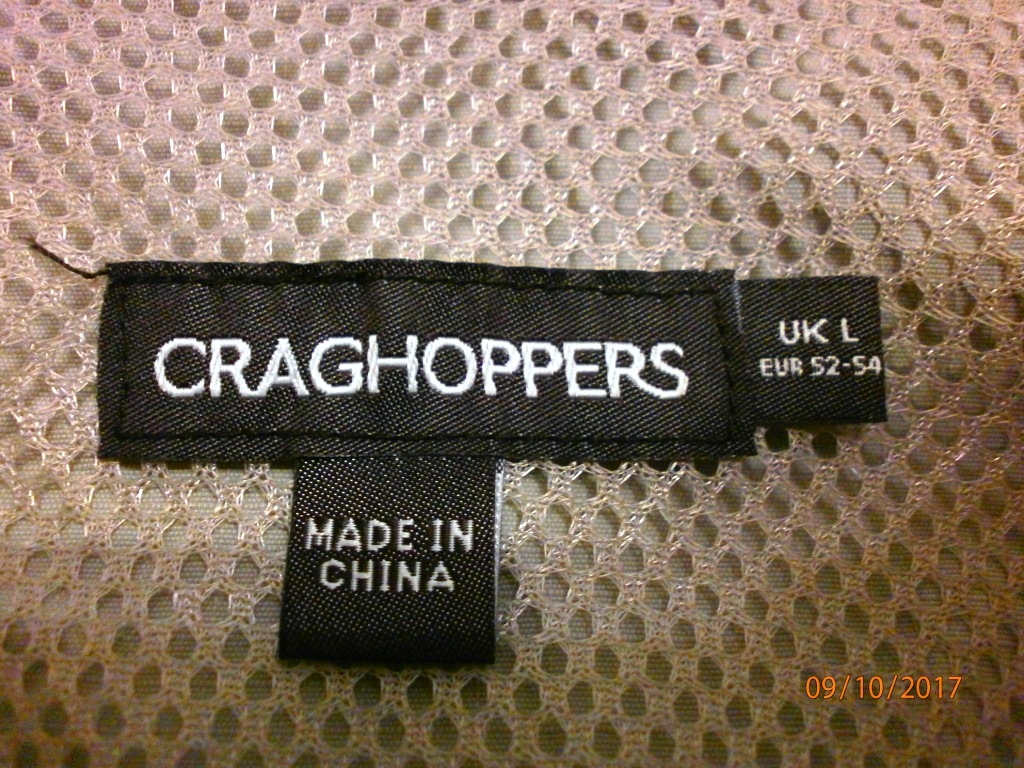 CRAGHOPPERS
UK L
EUR 52-54
MADE IN
CHINA
09/10/2017